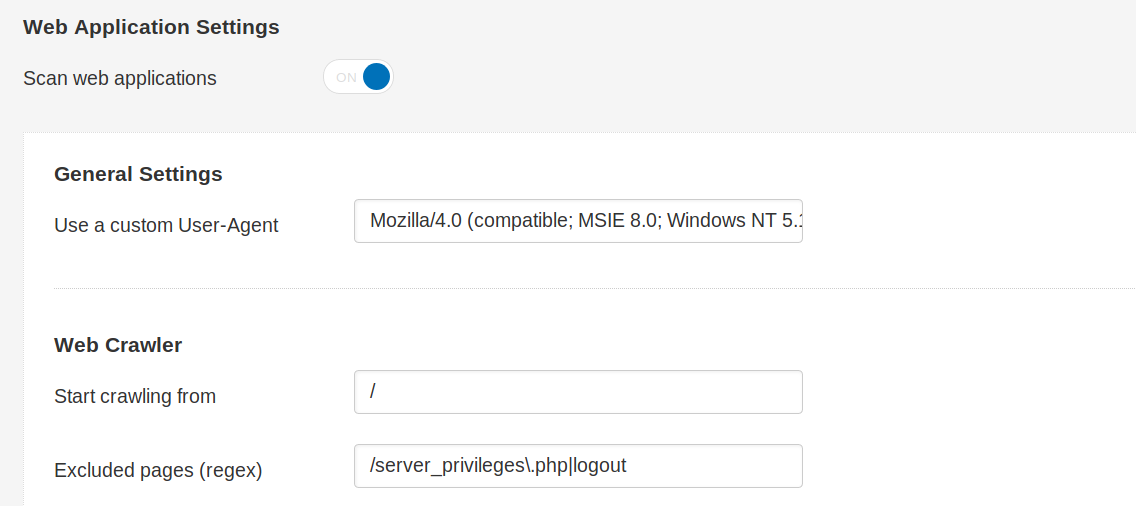 Web Application Settings
Scan web applications ON
General Settings
Use a custom User-Agent Mozilla/4.0 (compatible; MSIE 8.0; Windows NT 5.1
Web Crawler
Start crawling from /
Excluded pages (regex) /server_privileges\.php|logout